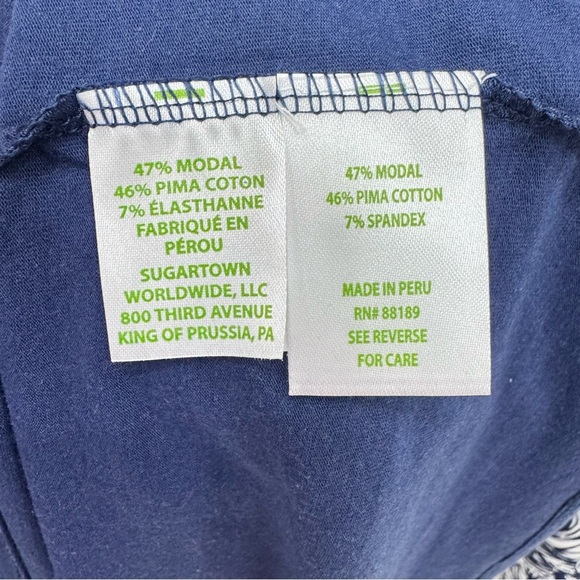 47% MODAL
46% PIMA COTON
7% ÉLASTHANNE
FABRIQUÉ EN
PÉROU
SUGARTOWN
WORLDWIDE, LLC
800 THIRD AVENUE
KING OF PRUSSIA, PA
47% MODAL
46% PIMA COTTON
7% SPANDEX
MADE IN PERU
RN# 88189
SEE REVERSE
FOR CARE